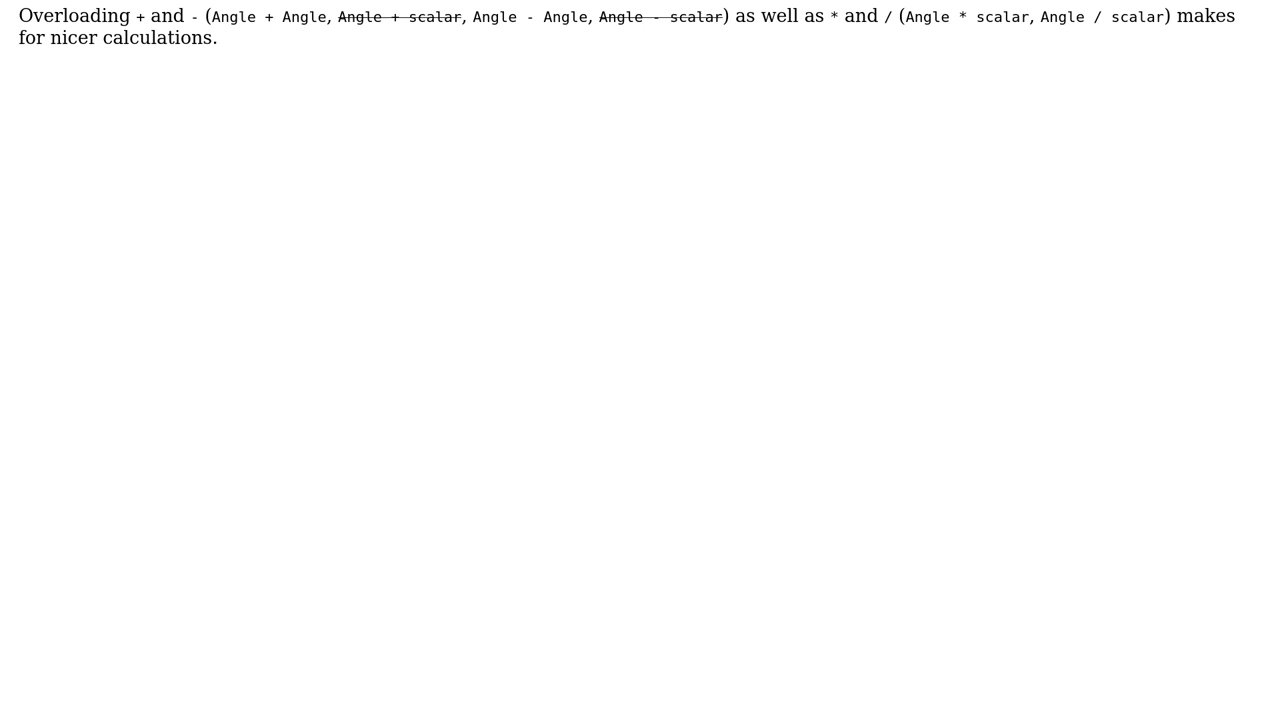 Overloading + and - (Angle + Angle, Angle + scalar, Angle - Angle, Angle - scalar) as well as * and / (Angle * scalar, Angle / scalar) makes
for nicer calculations.